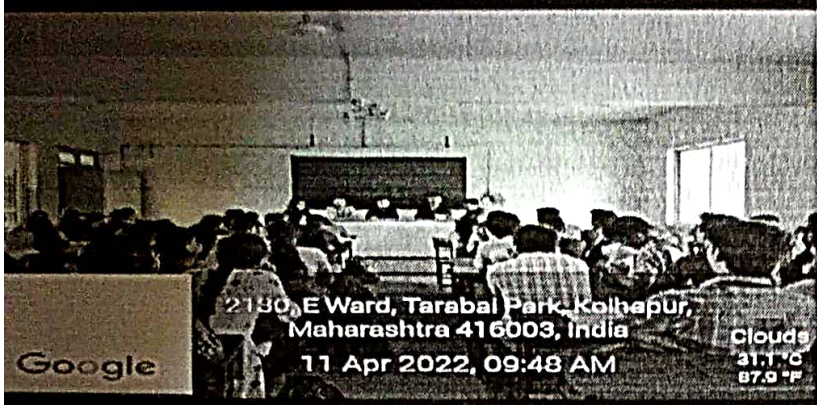 2130, E Ward, Tarabai Park, Kolhapur,
Maharashtra 416003, India
11 Apr 2022, 09:48 AM
Google
Clouds
31.1 °C
87.9 °F